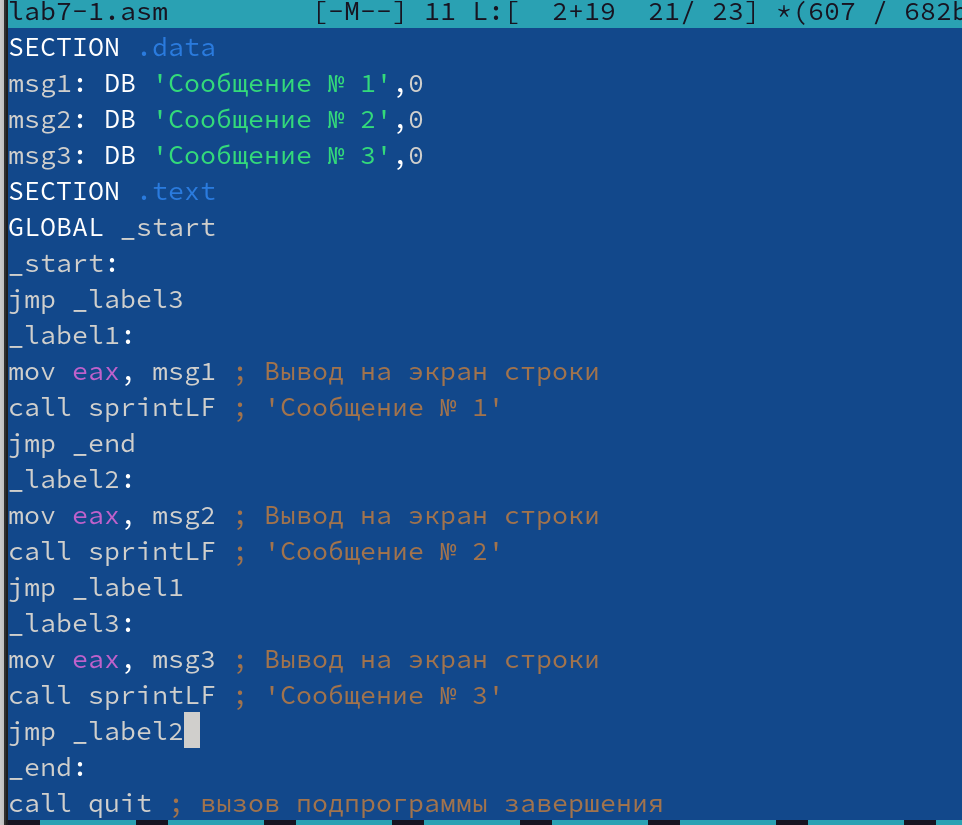 lab7-1.asm [-M--] 11 L:[ 2+19 21/ 23] *(607 / 682b
SECTION .data
msg1: DB 'Сообщение № 1',0
msg2: DB 'Сообщение № 2',0
msg3: DB 'Сообщение № 3',0
SECTION .text
GLOBAL _start
_start:
jmp _label3
_label1:
mov eax, msg1 ; Вывод на экран строки
call sprintLF ; 'Сообщение № 1'
jmp _end
_label2:
mov eax, msg2 ; Вывод на экран строки
call sprintLF ; 'Сообщение № 2'
jmp _label1
_label3:
mov eax, msg3 ; Вывод на экран строки
call sprintLF ; 'Сообщение № 3'
jmp _label2
_end:
call quit ; вызов подпрограммы завершения